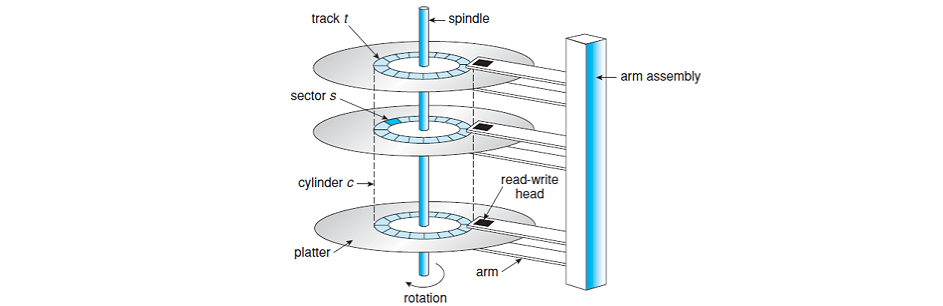 track t
spindle
arm assembly
sector s
cylinder c
read-write
head
platter
arm
rotation